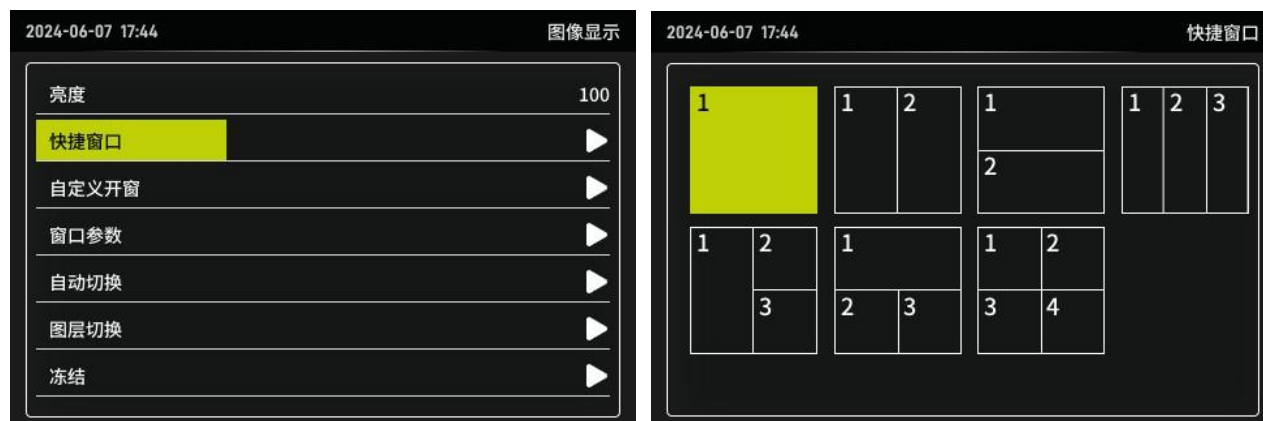 2024-06-07 17:44 图像显示
亮度 100
快捷窗口
自定义开窗
窗口参数
自动切换
图层切换
冻结
2024-06-07 17:44 快捷窗口
1 1 2 1 1 2 3
2
1 2 1 1 2
3 2 3 3 4